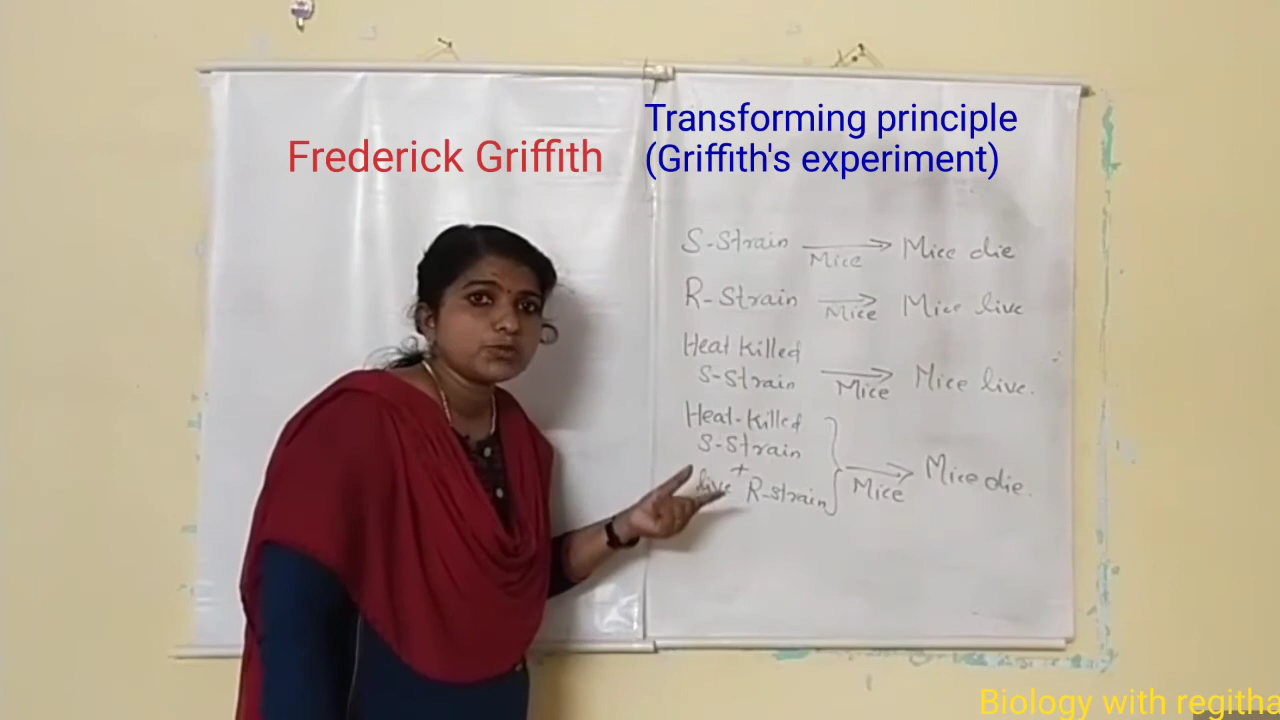 Frederick Griffith
Transforming principle
(Griffith's experiment)
S-Strain → Mice Mice die
R-Strain → Mice Mice live
Heat Killed
S-Strain → Mice Mice live.
Heat-Killed
S-Strain
+
live R-strain } → Mice Mice die.
Biology with regitha